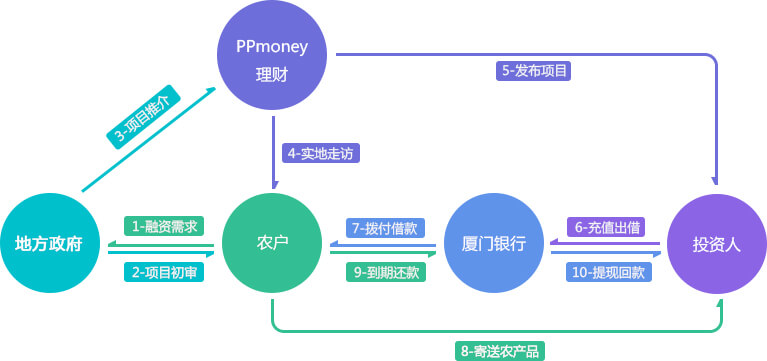 PPmoney
理财
5-发布项目
3-项目推介
4-实地走访
地方政府
1-融资需求
2-项目初审
农户
7-拨付借款
9-到期还款
厦门银行
6-充值出借
10-提现回款
投资人
8-寄送农产品